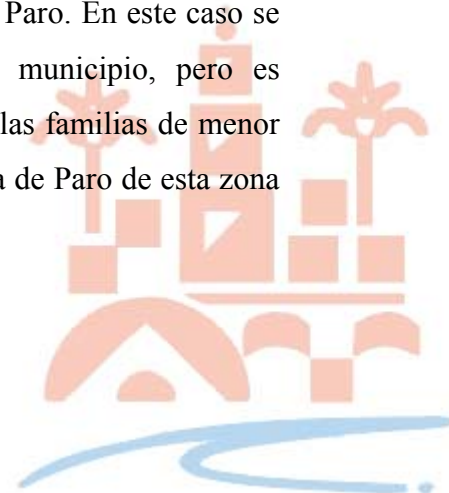 Paro. En este caso se
municipio, pero es
las familias de menor
a de Paro de esta zona